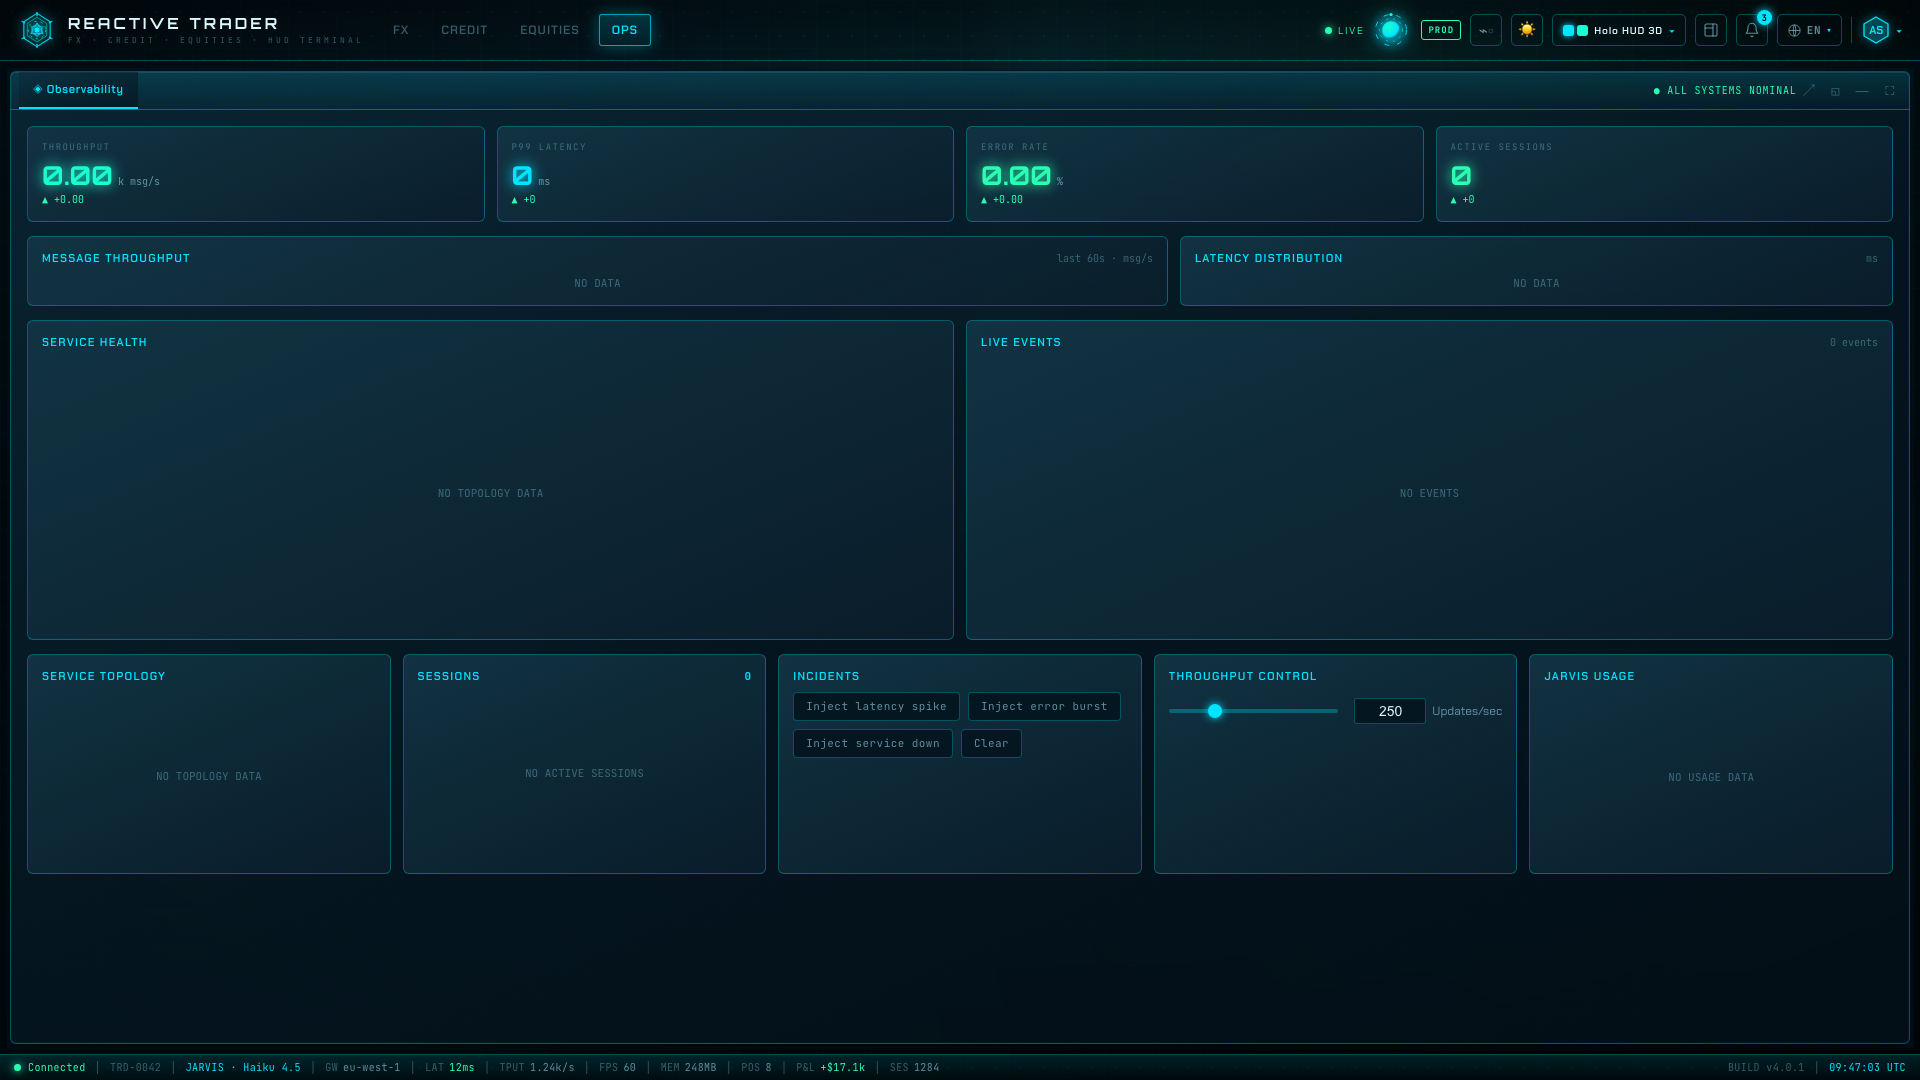 REACTIVE TRADER
FX · CREDIT · EQUITIES · HUD TERMINAL
FX
CREDIT
EQUITIES
OPS
LIVE
PROD
Holo HUD 3D
3
EN
AS
Observability
ALL SYSTEMS NOMINAL
THROUGHPUT
0.00 k msg/s
▲ +0.00
P99 LATENCY
0 ms
▲ +0
ERROR RATE
0.00 %
▲ +0.00
ACTIVE SESSIONS
0
▲ +0
MESSAGE THROUGHPUT
last 60s · msg/s
NO DATA
LATENCY DISTRIBUTION
ms
NO DATA
SERVICE HEALTH
NO TOPOLOGY DATA
LIVE EVENTS
0 events
NO EVENTS
SERVICE TOPOLOGY
NO TOPOLOGY DATA
SESSIONS
0
NO ACTIVE SESSIONS
INCIDENTS
Inject latency spike
Inject error burst
Inject service down
Clear
THROUGHPUT CONTROL
250 Updates/sec
JARVIS USAGE
NO USAGE DATA
Connected
TRD-0042
JARVIS · Haiku 4.5
GW eu-west-1
LAT 12ms
TPUT 1.24k/s
FPS 60
MEM 248MB
POS 8
P&L +$17.1k
SES 1284
BUILD v4.0.1
09:47:03 UTC